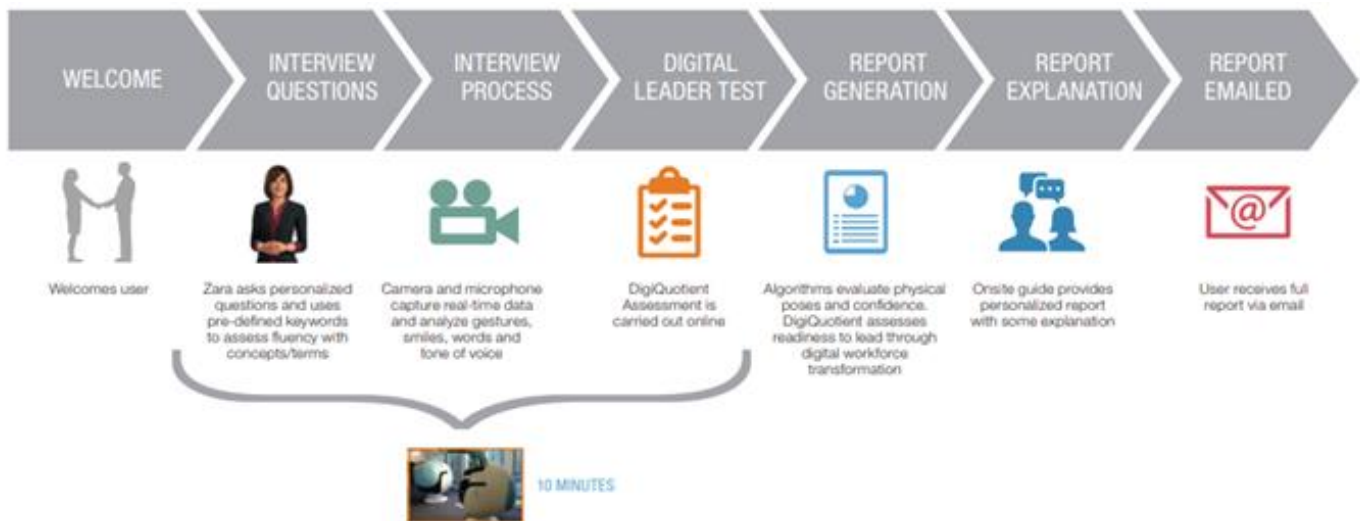 WELCOME
INTERVIEW
QUESTIONS
INTERVIEW
PROCESS
DIGITAL
LEADER TEST
REPORT
GENERATION
REPORT
EXPLANATION
REPORT
EMAILED
@
Welcomes user
Zara asks personalized
questions and uses
pre-defined keywords
to assess fluency with
concepts/terms
Camera and microphone
capture real-time data
and analyze gestures,
smiles, words and
tone of voice
DigiQuotient
Assessment is
carried out online
Algorithms evaluate physical
poses and confidence.
DigiQuotient assesses
readiness to lead through
digital workforce
transformation
Onsite guide provides
personalized report
with some explanation
User receives full
report via email
10 MINUTES